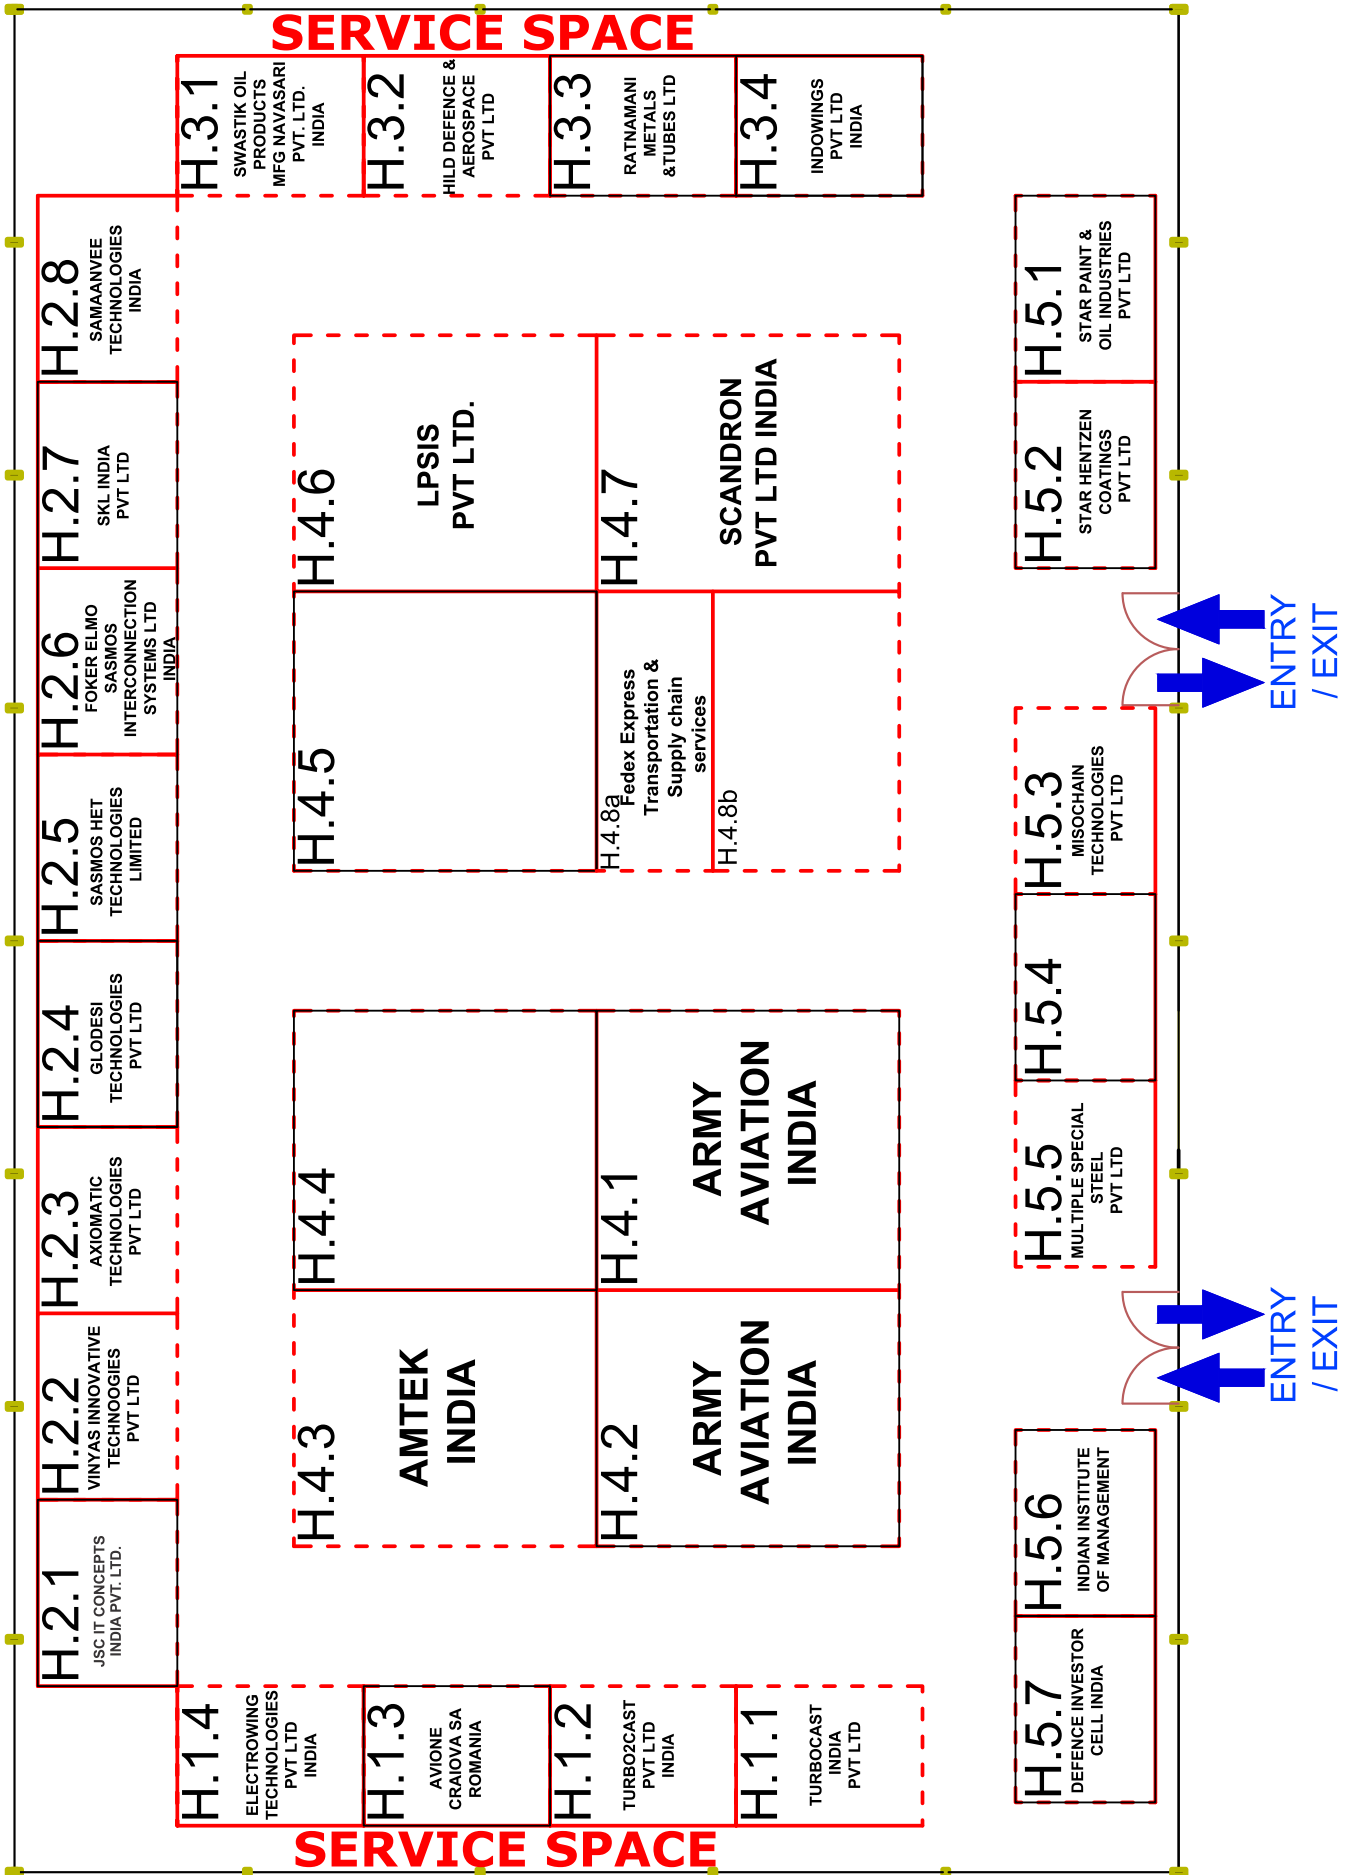 SERVICE SPACE
H.3.1
SWASTIK OIL
PRODUCTS
MFG NAVASARI
PVT. LTD.
INDIA
H.3.2
HILD DEFENCE &
AEROSPACE
PVT LTD
H.3.3
RATNAMANI
METALS
&TUBES LTD
H.3.4
INDOWINGS
PVT LTD
INDIA
H.2.8
SAMAANVEE
TECHNOLOGIES
INDIA
H.2.7
SKL INDIA
PVT LTD
H.2.6
FOKER ELMO
SASMOS
INTERCONNECTION
SYSTEMS LTD
INDIA
H.2.5
SASMOS HET
TECHNOLOGIES
LIMITED
H.2.4
GLODESI
TECHNOLOGIES
PVT LTD
H.2.3
AXIOMATIC
TECHNOLOGIES
PVT LTD
H.2.2
VINYAS INNOVATIVE
TECHNOOGIES
PVT LTD
H.2.1
JSC IT CONCEPTS
INDIA PVT. LTD.
H.4.6
LPSIS
PVT LTD.
H.4.7
SCANDRON
PVT LTD INDIA
H.4.5
H.4.8a
Fedex Express
Transportation &
Supply chain
services
H.4.8b
H.4.4
H.4.1
ARMY
AVIATION
INDIA
H.4.3
AMTEK
INDIA
H.4.2
ARMY
AVIATION
INDIA
H.5.1
STAR PAINT &
OIL INDUSTRIES
PVT LTD
H.5.2
STAR HENTZEN
COATINGS
PVT LTD
ENTRY
/ EXIT
H.5.3
MISOCHAIN
TECHNOLOGIES
PVT LTD
H.5.4
H.5.5
MULTIPLE SPECIAL
STEEL
PVT LTD
ENTRY
/ EXIT
H.5.6
INDIAN INSTITUTE
OF MANAGEMENT
H.5.7
DEFENCE INVESTOR
CELL INDIA
H.1.4
ELECTROWING
TECHNOLOGIES
PVT LTD
INDIA
H.1.3
AVIONE
CRAIOVA SA
ROMANIA
H.1.2
TURBO2CAST
PVT LTD
INDIA
H.1.1
TURBOCAST
INDIA
PVT LTD
SERVICE SPACE